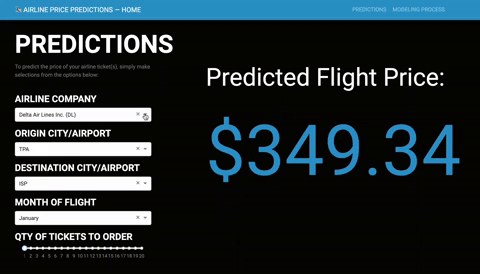 AIRLINE PRICE PREDICTIONS — HOME
PREDICTIONS MODELING PROCESS
PREDICTIONS
To predict the price of your airline ticket(s), simply make
selections from the options below
AIRLINE COMPANY
Delta Air Lines Inc. (DL)
ORIGIN CITY/AIRPORT
TPA
DESTINATION CITY/AIRPORT
ISP
MONTH OF FLIGHT
January
QTY OF TICKETS TO ORDER
1 2 3 4 5 6 7 8 9 10 11 12 13 14 15 16 17 18 19 20
Predicted Flight Price:
$349.34